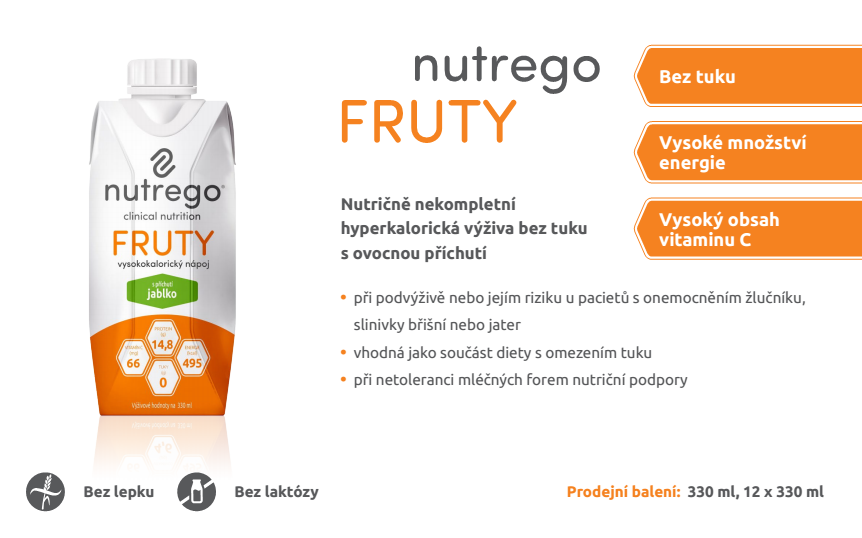 nutrego
FRUTY
Bez tuku
Vysoké množství
energie
Vysoký obsah
vitaminu C
Nutričně nekompletní
hyperkalorická výživa bez tuku
s ovocnou příchutí
• při podvýživě nebo jejím riziku u pacietů s onemocněním žlučníku,
slinivky břišní nebo jater
• vhodná jako součást diety s omezením tuku
• při netoleranci mléčných forem nutriční podpory
nutrego®
clinical nutrition
FRUTY
vysokokalorický nápoj
s příchutí
jablko
PROTEIN
(g)
14,8
66
495
TUKY
(g)
0
Výživové hodnoty na 330 ml
Bez lepku
Bez laktózy
Prodejní balení: 330 ml, 12 x 330 ml